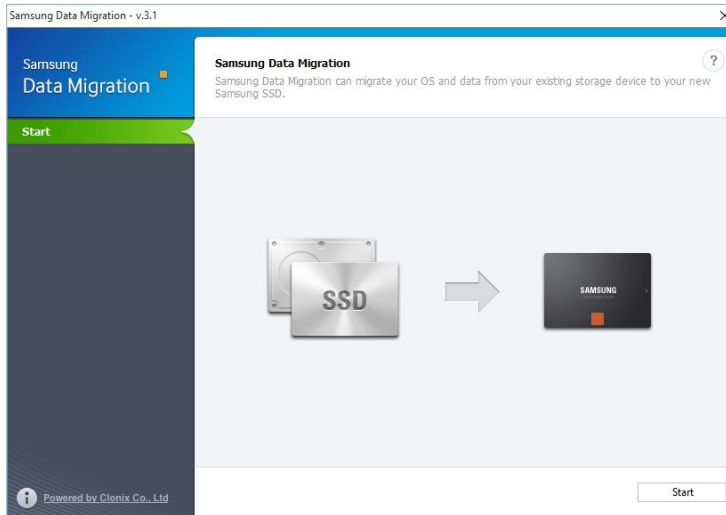 Samsung Data Migration - v.3.1
Samsung
Data Migration
Samsung Data Migration
Samsung Data Migration can migrate your OS and data from your existing storage device to your new
Samsung SSD.
?
Start
SSD
SAMSUNG
Powered by Clonix Co., Ltd
Start